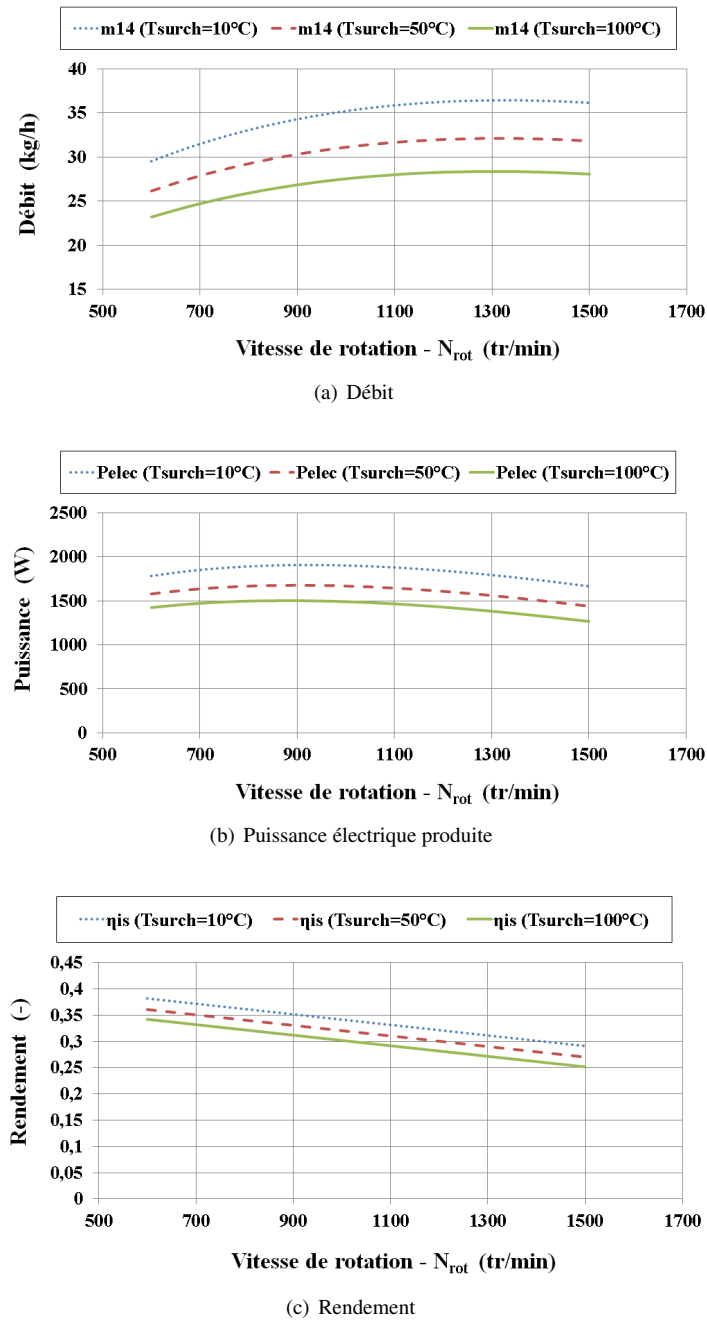 m14 (Tsurch=10°C) m14 (Tsurch=50°C) m14 (Tsurch=100°C)
40
35
30
25
20
15
Débit (kg/h)
500 700 900 1100 1300 1500 1700
Vitesse de rotation - Nrot (tr/min)
(a) Débit
Pelec (Tsurch=10°C) Pelec (Tsurch=50°C) Pelec (Tsurch=100°C)
2500
2000
1500
1000
500
0
Puissance (W)
500 700 900 1100 1300 1500 1700
Vitesse de rotation - Nrot (tr/min)
(b) Puissance électrique produite
ηis (Tsurch=10°C) ηis (Tsurch=50°C) ηis (Tsurch=100°C)
0,45
0,4
0,35
0,3
0,25
0,2
0,15
0,1
0,05
0
Rendement (-)
500 700 900 1100 1300 1500 1700
Vitesse de rotation - Nrot (tr/min)
(c) Rendement